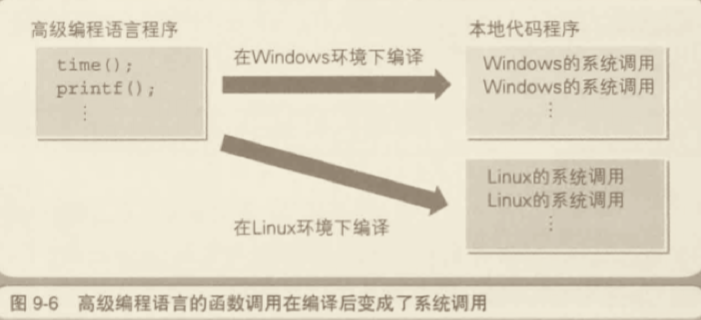 高级编程语言程序
time();
printf();
⋮
在Windows环境下编译
在Linux环境下编译
本地代码程序
Windows的系统调用
Windows的系统调用
⋮
Linux的系统调用
Linux的系统调用
⋮
图 9-6 高级编程语言的函数调用在编译后变成了系统调用